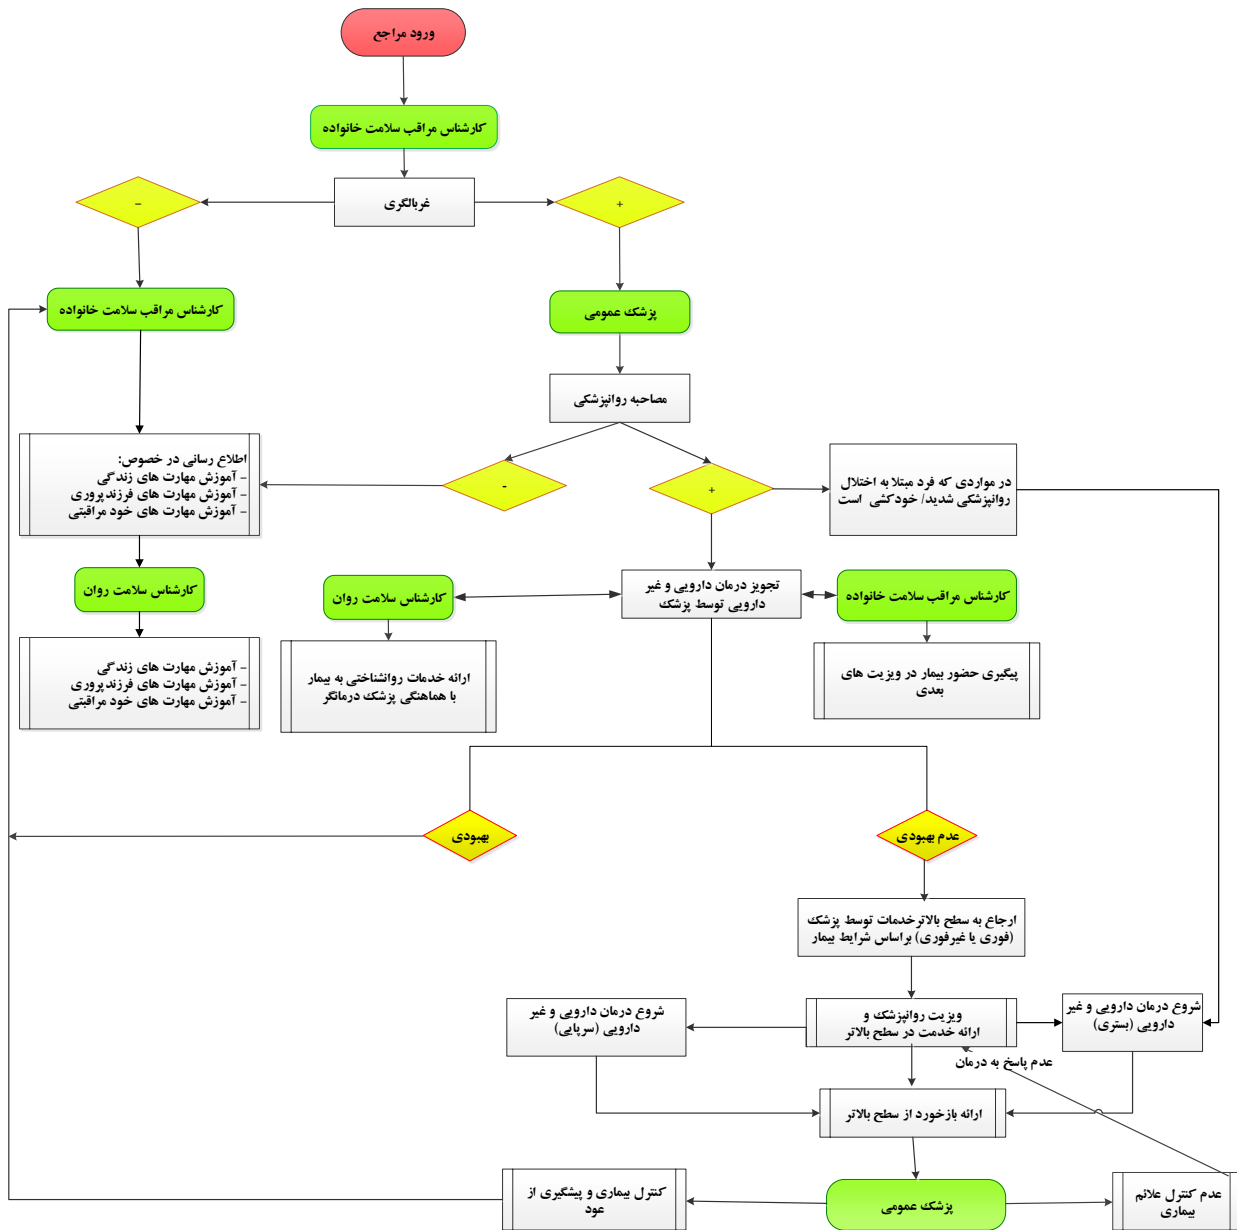 ورود مراجع
کارشناس مراقب سلامت خانواده
غربالگری
-
+
کارشناس مراقب سلامت خانواده
پزشک عمومی
مصاحبه روانپزشکی
اطلاع رسانی در خصوص:
- آموزش مهارت های زندگی
- آموزش مهارت های فرزندپروری
- آموزش مهارت های خود مراقبتی
-
+
در مواردی که فرد مبتلا به اختلال
روانپزشکی شدید/ خودکشی است
کارشناس سلامت روان
کارشناس سلامت روان
تجویز درمان دارویی و غیر
دارویی توسط پزشک
کارشناس مراقب سلامت خانواده
- آموزش مهارت های زندگی
- آموزش مهارت های فرزندپروری
- آموزش مهارت های خود مراقبتی
ارائه خدمات روانشناختی به بیمار
با هماهنگی پزشک درمانگر
پیگیری حضور بیمار در ویزیت های
بعدی
بهبودی
عدم بهبودی
ارجاع به سطح بالاترخدمات توسط پزشک
(فوری یا غیرفوری) براساس شرایط بیمار
شروع درمان دارویی و غیر
دارویی (بستری)
ویزیت روانپزشک و
ارائه خدمت در سطح بالاتر
شروع درمان دارویی و غیر
دارویی (سرپایی)
عدم پاسخ به درمان
ارائه بازخورد از سطح بالاتر
عدم کنترل علائم
بیماری
پزشک عمومی
کنترل بیماری و پیشگیری از
عود